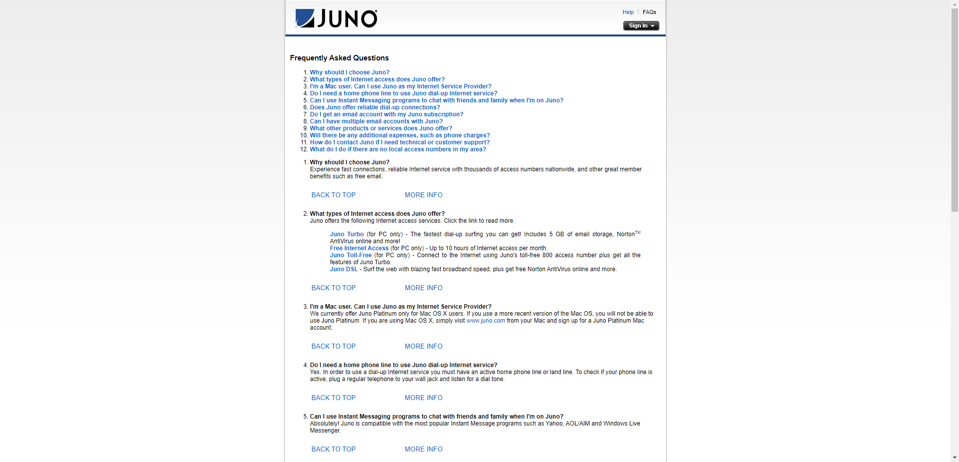 JUNO
Help | FAQs
Sign In
Frequently Asked Questions
1. Why should I choose Juno?
2. What types of Internet access does Juno offer?
3. I'm a Mac user. Can I use Juno as my Internet Service Provider?
4. Do I need a home phone line to use Juno dial-up Internet service?
5. Can I use Instant Messaging programs to chat with friends and family when I'm on Juno?
6. Does Juno offer reliable dial-up connections?
7. Do I get an email account with my Juno subscription?
8. Can I have multiple email accounts with Juno?
9. What other products or services does Juno offer?
10. Will there be any additional expenses, such as phone charges?
11. How do I contact Juno if I need technical or customer support?
12. What do I do if there are no local access numbers in my area?
1. Why should I choose Juno?
Experience fast connections, reliable Internet service with thousands of access numbers nationwide, and other great member
benefits such as free email.
BACK TO TOP MORE INFO
2. What types of Internet access does Juno offer?
Juno offers the following Internet access services. Click the link to read more.
Juno Turbo (for PC only) - The fastest dial-up surfing you can get! Includes 5 GB of email storage, Norton™
AntiVirus online and more!
Free Internet Access (for PC only) - Up to 10 hours of Internet access per month.
Juno Toll-Free (for PC only) - Connect to the Internet using Juno's toll-free 800 access number plus get all the
features of Juno Turbo.
Juno DSL - Surf the web with blazing fast broadband speed, plus get free Norton AntiVirus online and more.
BACK TO TOP MORE INFO
3. I'm a Mac user. Can I use Juno as my Internet Service Provider?
We currently offer Juno Platinum only for Mac OS X users. If you use a more recent version of the Mac OS, you will not be able to
use Juno Platinum. If you are using Mac OS X, simply visit www.juno.com from your Mac and sign up for a Juno Platinum Mac
account.
BACK TO TOP MORE INFO
4. Do I need a home phone line to use Juno dial-up Internet service?
Yes. In order to use a dial-up Internet service you must have an active home phone line or land line. To check if your phone line is
active, plug a regular telephone to your wall jack and listen for a dial tone.
BACK TO TOP MORE INFO
5. Can I use Instant Messaging programs to chat with friends and family when I'm on Juno?
Absolutely! Juno is compatible with the most popular Instant Message programs such as Yahoo, AOL/AIM and Windows Live
Messenger.
BACK TO TOP MORE INFO